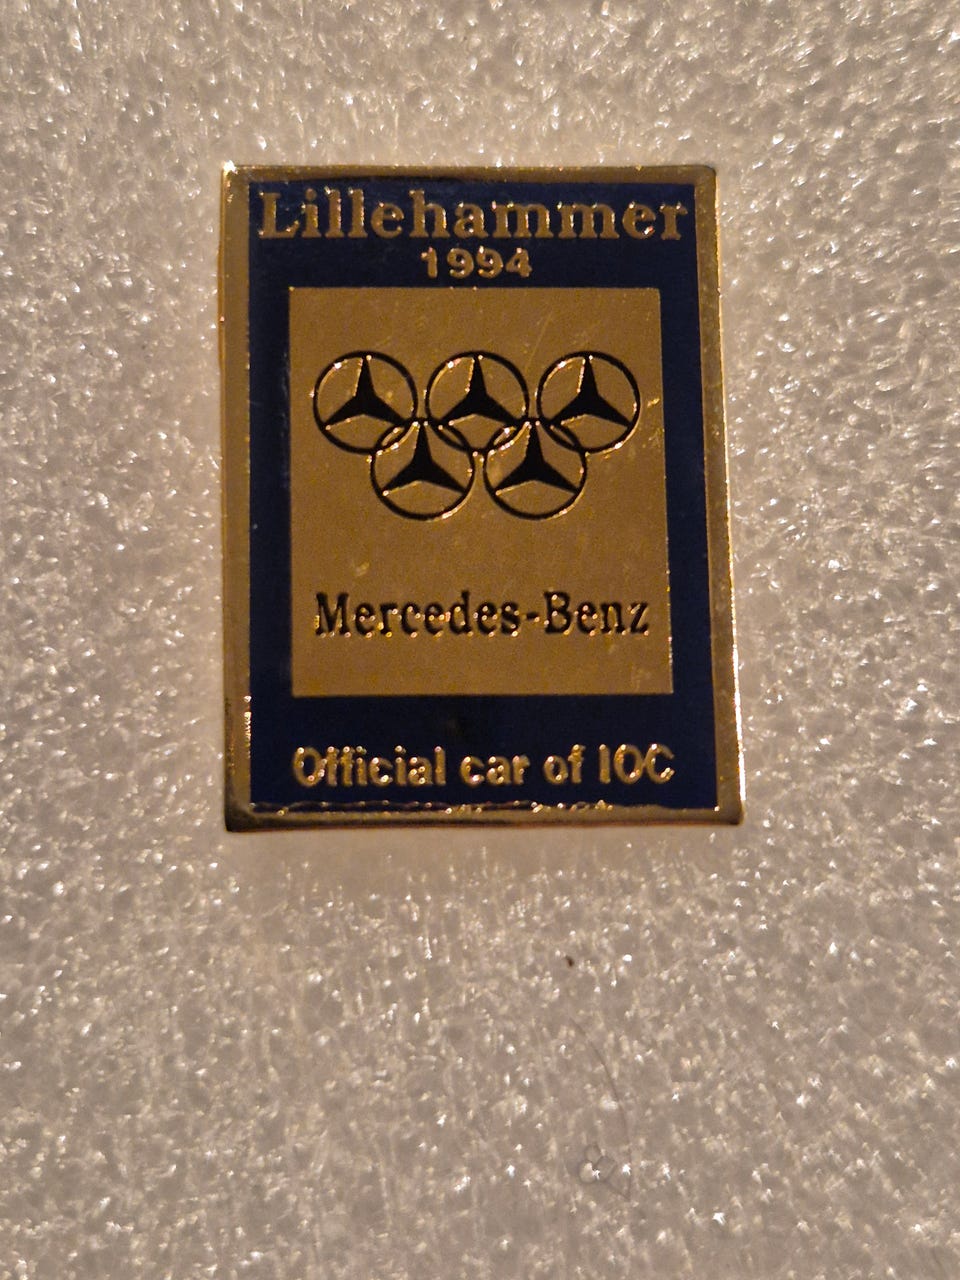 Lillehammer
1994
Mercedes-Benz
Official car of IOC